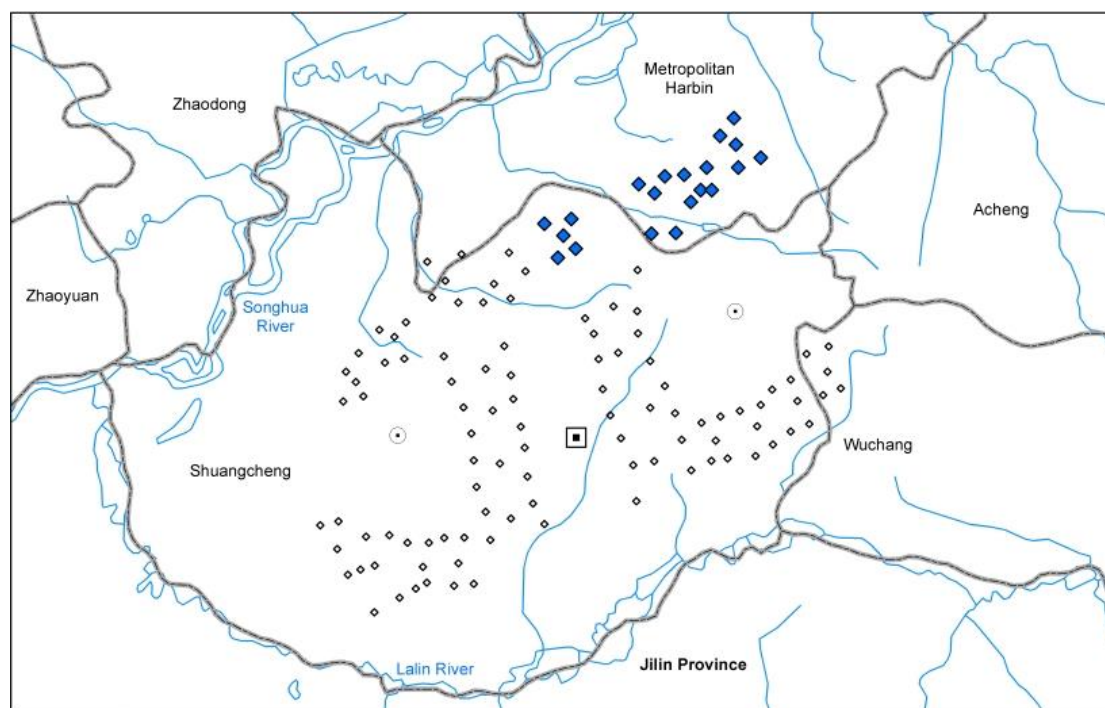 Metropolitan
Harbin
Zhaodong
Acheng
Zhaoyuan
Songhua
River
Wuchang
Shuangcheng
Jilin Province
Lalin River